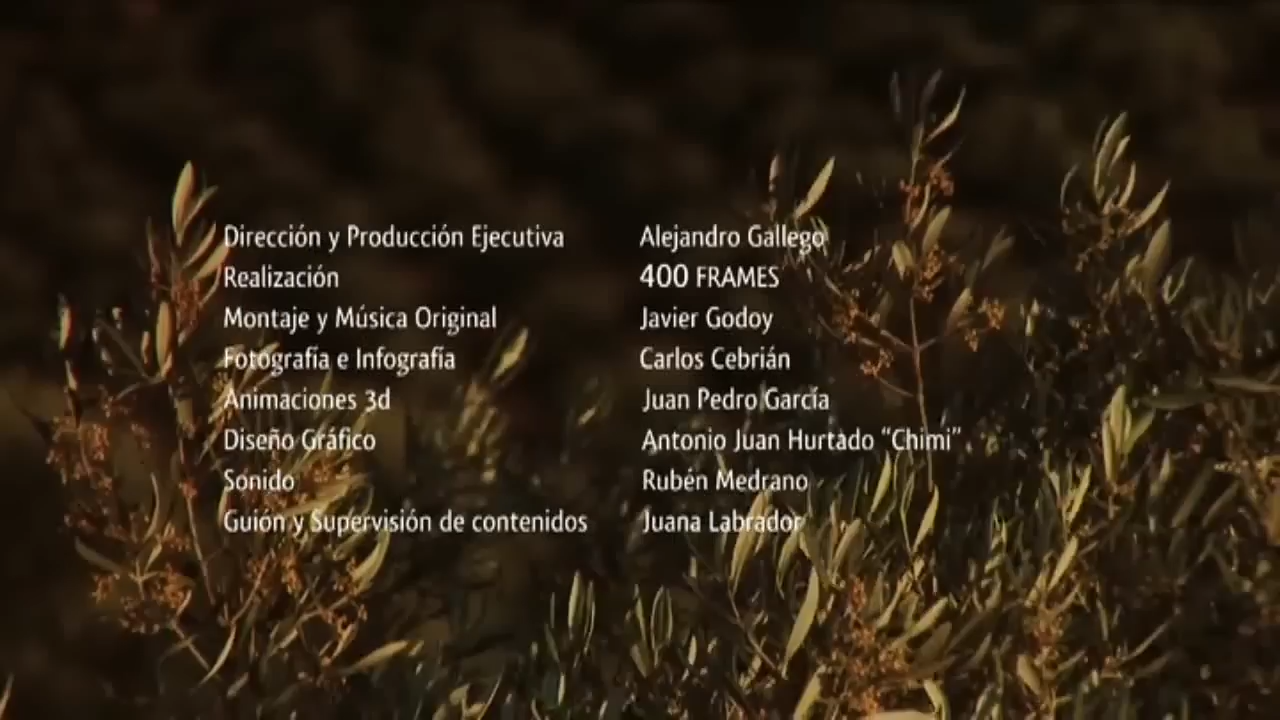 Dirección y Producción Ejecutiva Alejandro Gallego
Realización 400 FRAMES
Montaje y Música Original Javier Godoy
Fotografía e Infografía Carlos Cebrián
Animaciones 3d Juan Pedro García
Diseño Gráfico Antonio Juan Hurtado “Chimi”
Sonido Rubén Medrano
Guión y Supervisión de contenidos Juana Labrador